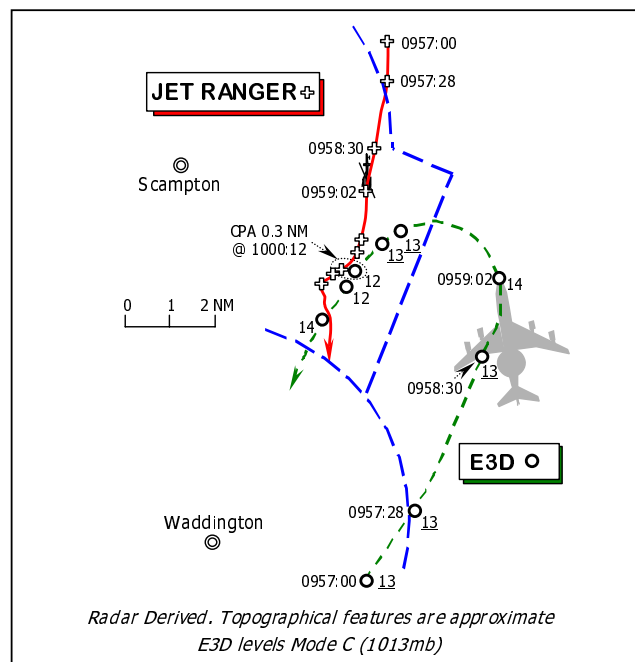 0957:00
0957:28
JET RANGER
0958:30
Scampton
0959:02
CPA 0.3 NM
@ 1000:12
13 13
0959:02 14
12
12
0 1 2 NM
14
13
0958:30
E3D
Waddington
0957:28 13
0957:00 13
Radar Derived. Topographical features are approximate
E3D levels Mode C (1013mb)